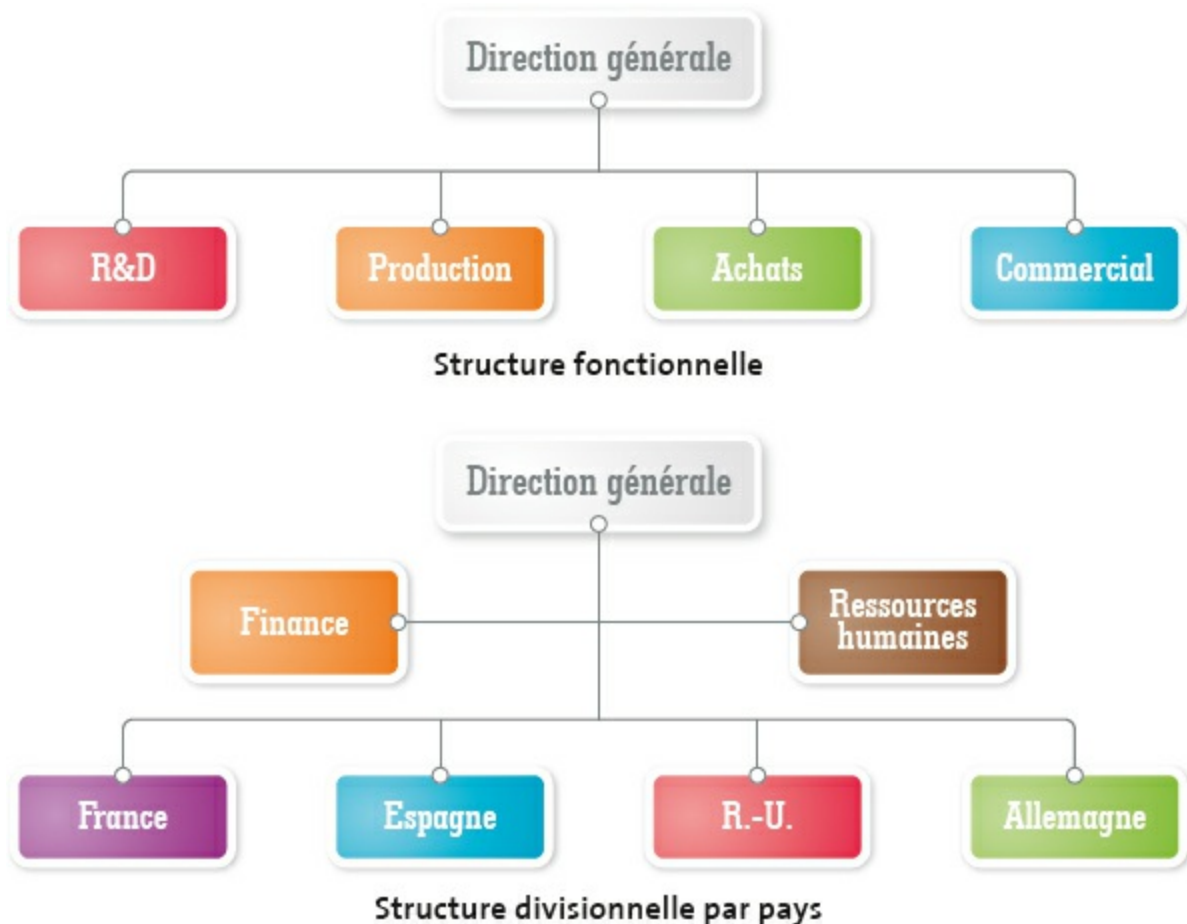 Direction générale
R&D
Production
Achats
Commercial
Structure fonctionnelle
Direction générale
Finance
Ressources
humaines
France
Espagne
R.-U.
Allemagne
Structure divisionnelle par pays